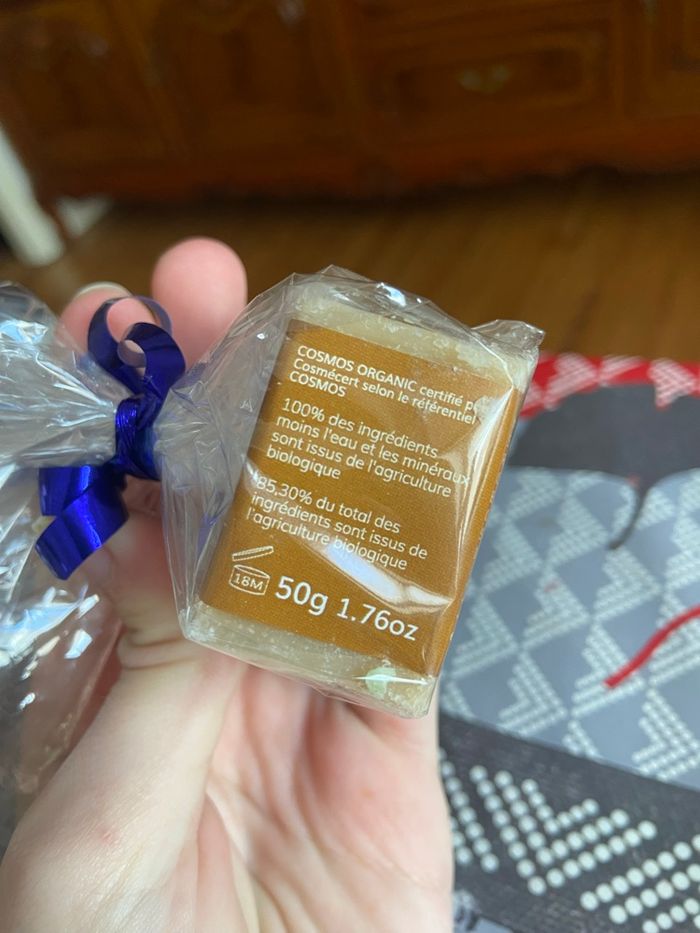 COSMOS ORGANIC certifié
Cosmécert selon le référentiel
COSMOS
100% des ingrédients
moins l'eau et les minéraux
sont issus de l'agriculture
biologique
85,30% du total des
ingrédients sont issus de
l'agriculture biologique
18M 50g 1.76oz